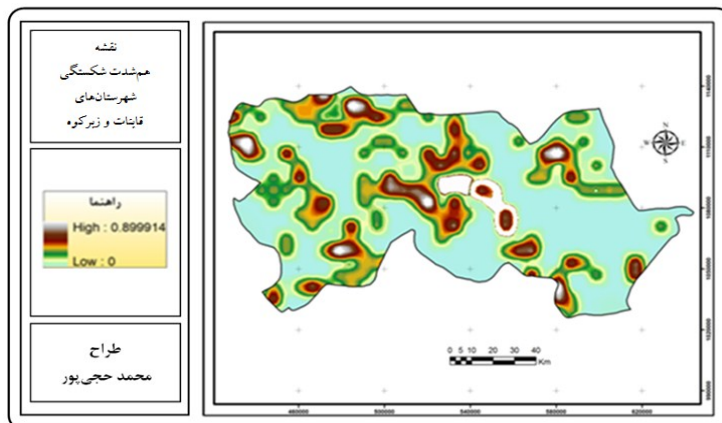 نقشه
هم‌شدت شکستگی
شهرستان‌های
قاینات و زیرکوه
راهنما
High : 0.899914
Low : 0
طراح
محمد حجی‌پور
N
W E
S
0 5 10 20 30 40
Km
460000 500000 540000 580000 620000